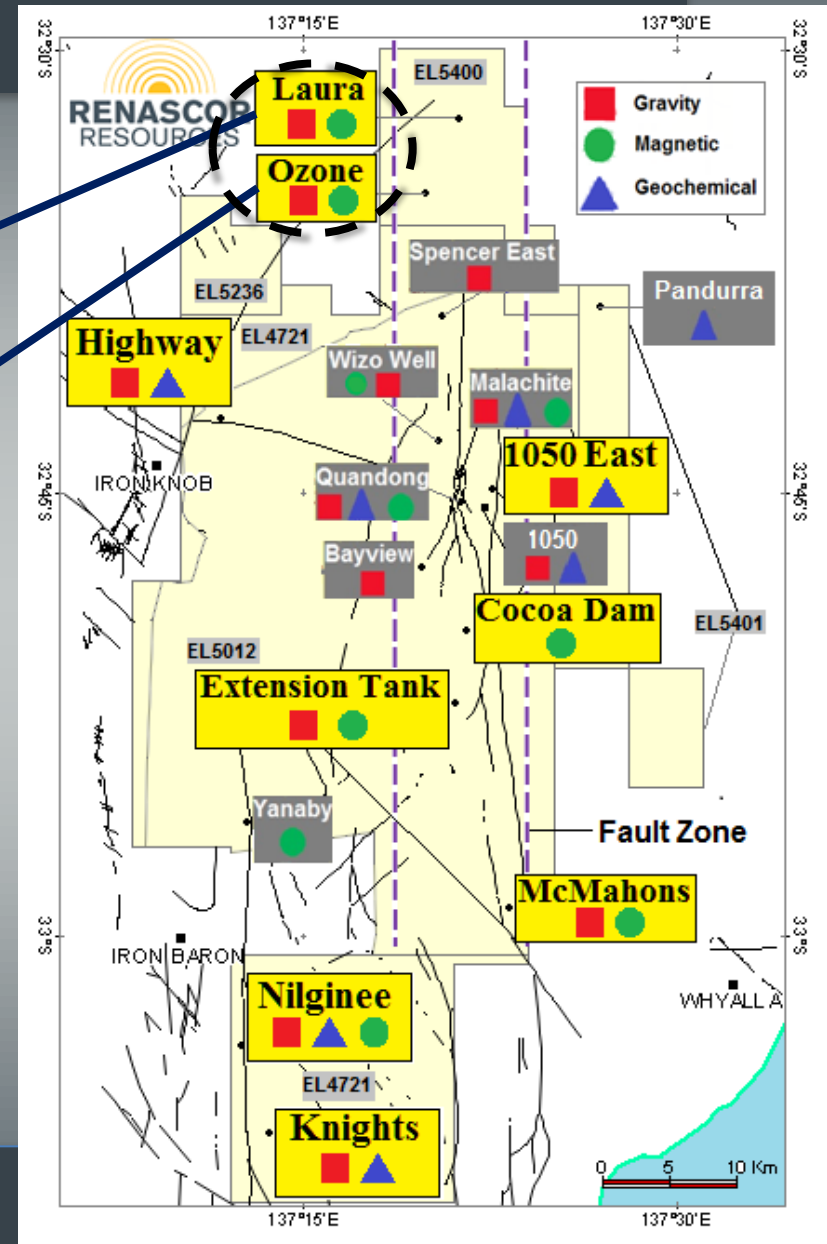 137°15'E
137°30'E
32°30'S
32°30'S
RENASCOR
RESOURCES
Laura
EL5400
Gravity
Magnetic
Geochemical
Ozone
Spencer East
EL5236
Pandurra
EL4721
Highway
Wizo Well
Malachite
1050 East
IRON KNOB
32°45'S
32°45'S
Quandong
1050
Bayview
Cocoa Dam
EL5401
EL5012
Extension Tank
Yanaby
Fault Zone
McMahons
33°S
33°S
IRON BARON
Nilginee
WHYALLA
EL4721
Knights
0 5 10 Km
137°15'E
137°30'E